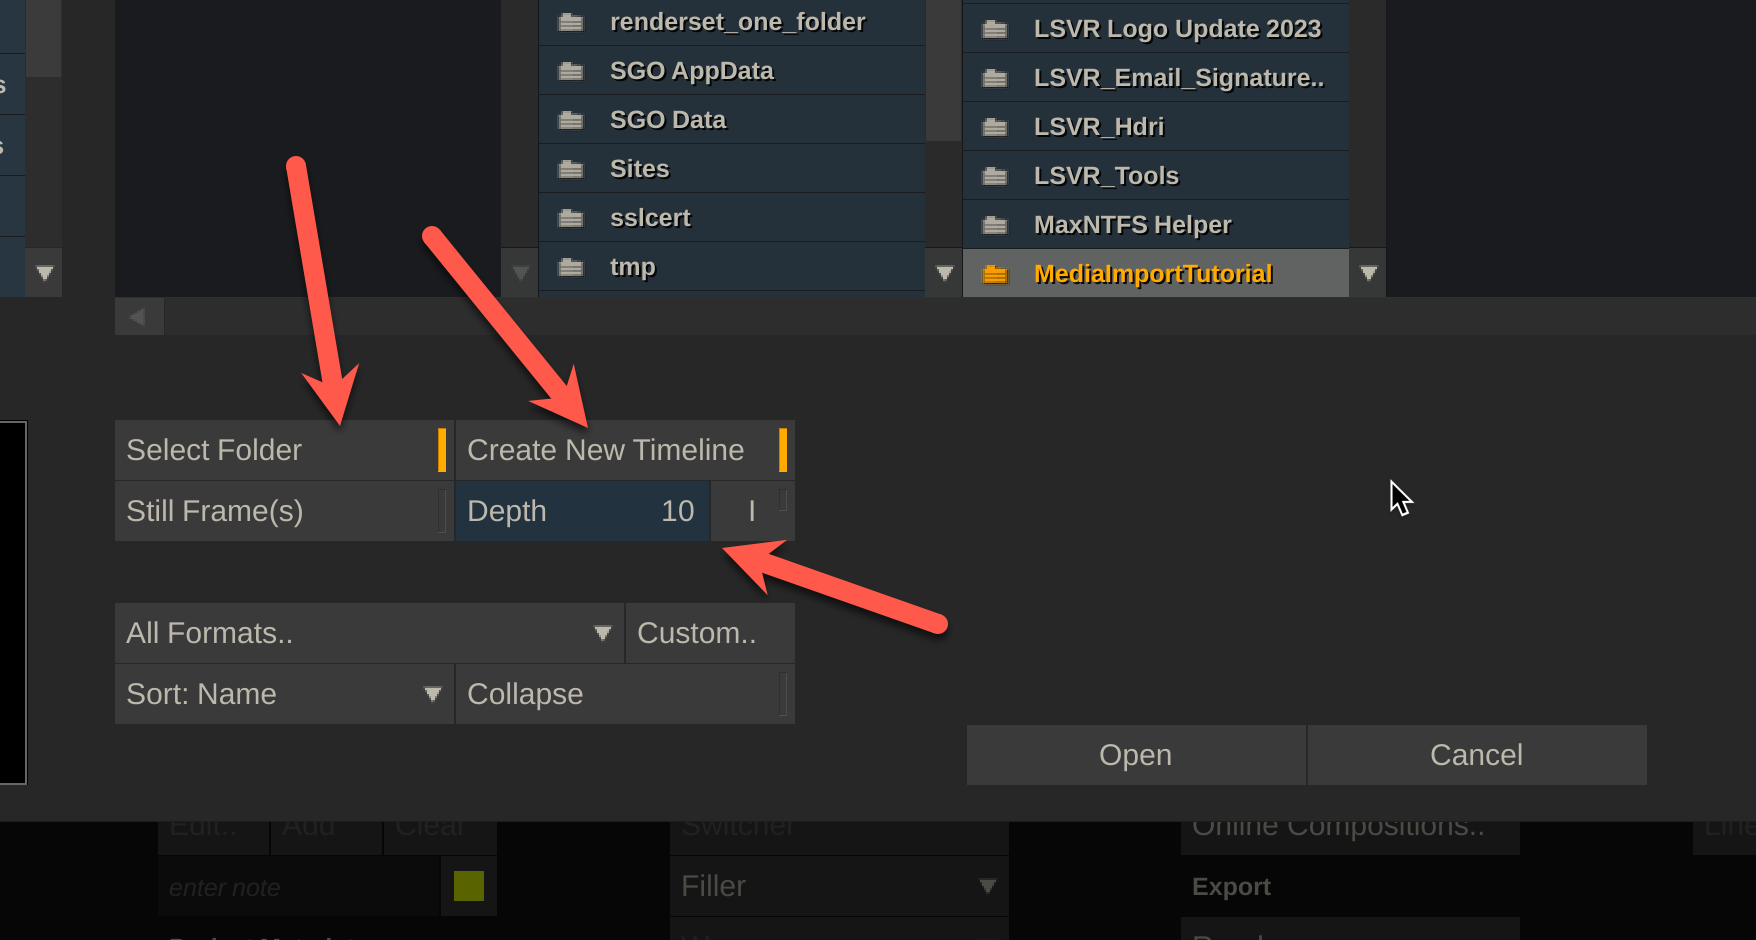 s
s
renderset_one_folder
SGO AppData
SGO Data
Sites
sslcert
tmp
LSVR Logo Update 2023
LSVR_Email_Signature..
LSVR_Hdri
LSVR_Tools
MaxNTFS Helper
MediaImportTutorial
Select Folder
Create New Timeline
Still Frame(s)
Depth 10 I
All Formats..
Custom..
Sort: Name
Collapse
Open
Cancel
Edit..
Add
Clear
Switcher
Online Compositions..
enter note
Filler
Export